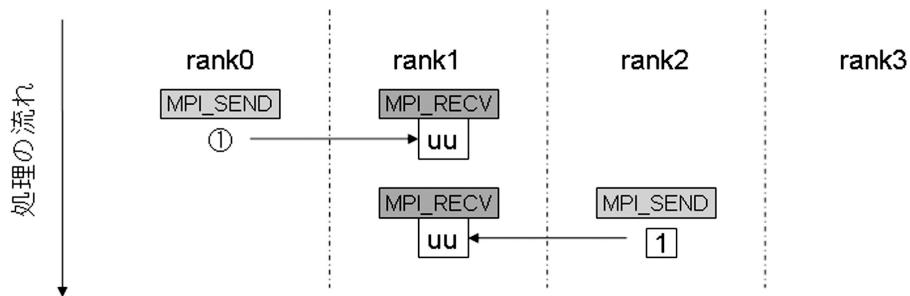 rank0 rank1 rank2 rank3
MPI_SEND MPI_RECV
① uu
MPI_RECV MPI_SEND
uu 1
処理の流れ